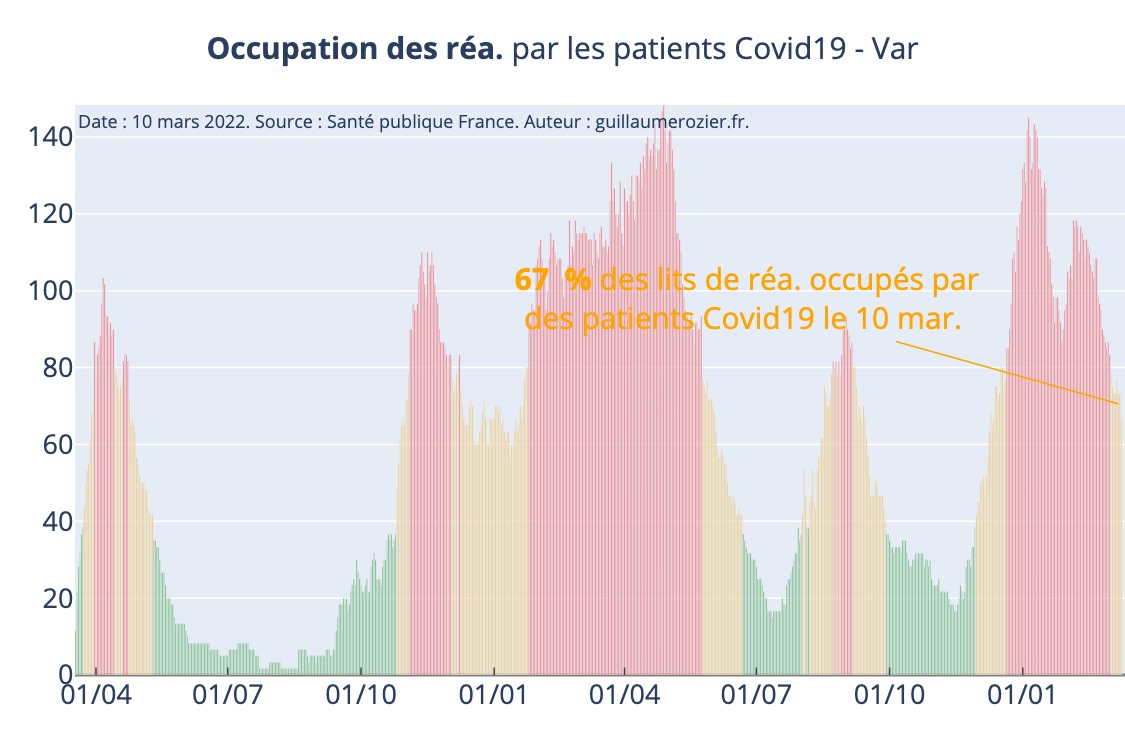 Occupation des réa. par les patients Covid19 - Var
Date : 10 mars 2022. Source : Santé publique France. Auteur : guillaumerozier.fr.
140
120
100
80
60
40
20
0
67 % des lits de réa. occupés par
des patients Covid19 le 10 mar.
01/04 01/07 01/10 01/01 01/04 01/07 01/10 01/01